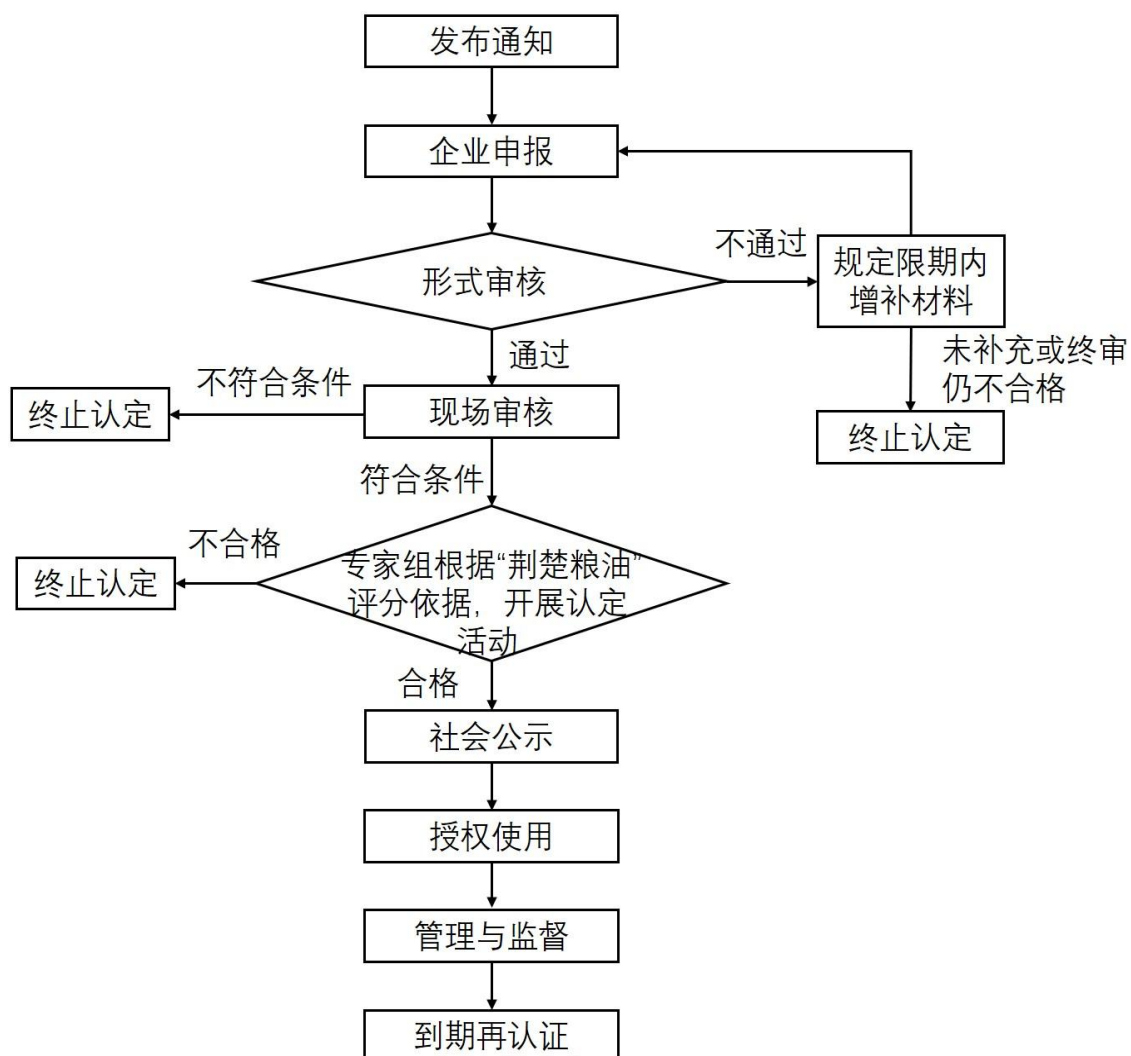 发布通知
企业申报
不通过
规定限期内
增补材料
形式审核
通过
未补充或终审
仍不合格
不符合条件
终止认定
现场审核
终止认定
符合条件
不合格
终止认定
专家组根据“荆楚粮油”
评分依据，开展认定
活动
合格
社会公示
授权使用
管理与监督
到期再认证